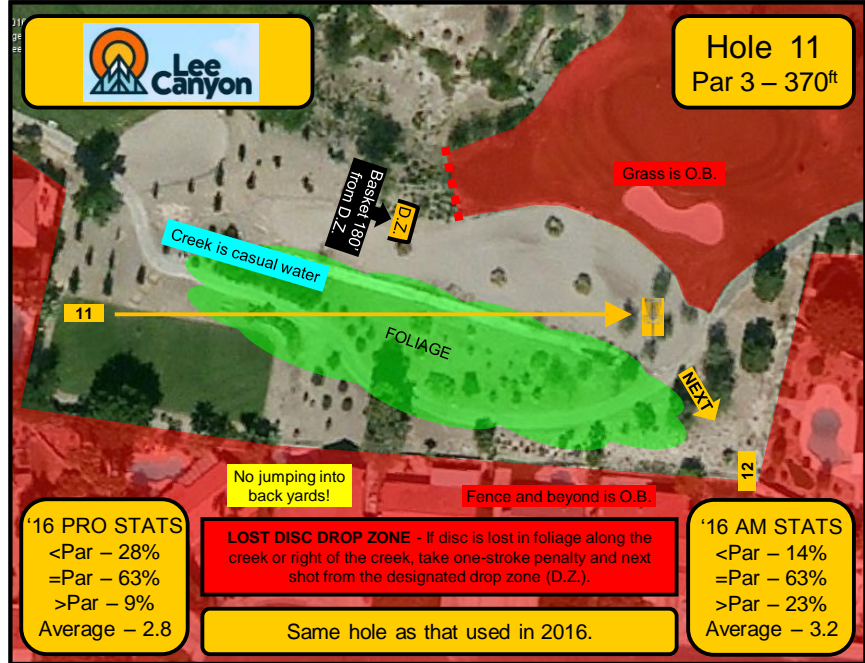 Lee
Canyon
Hole 11
Par 3 – 370ft
Grass is O.B.
Basket 180'
from D.Z.
D.Z.
Creek is casual water
11
FOLIAGE
NEXT
12
No jumping into
back yards!
Fence and beyond is O.B.
'16 PRO STATS
<Par – 28%
=Par – 63%
>Par – 9%
Average – 2.8
LOST DISC DROP ZONE - If disc is lost in foliage along the
creek or right of the creek, take one-stroke penalty and next
shot from the designated drop zone (D.Z.).
Same hole as that used in 2016.
'16 AM STATS
<Par – 14%
=Par – 63%
>Par – 23%
Average – 3.2